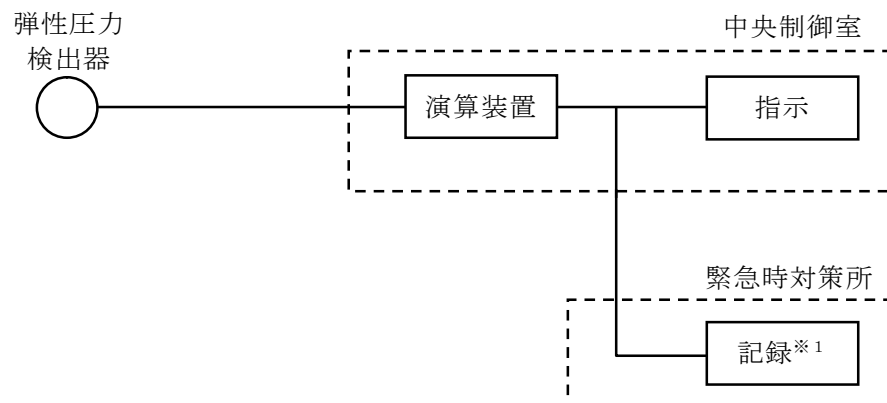 弾性圧力
検出器
中央制御室
演算装置
指示
緊急時対策所
記録※1